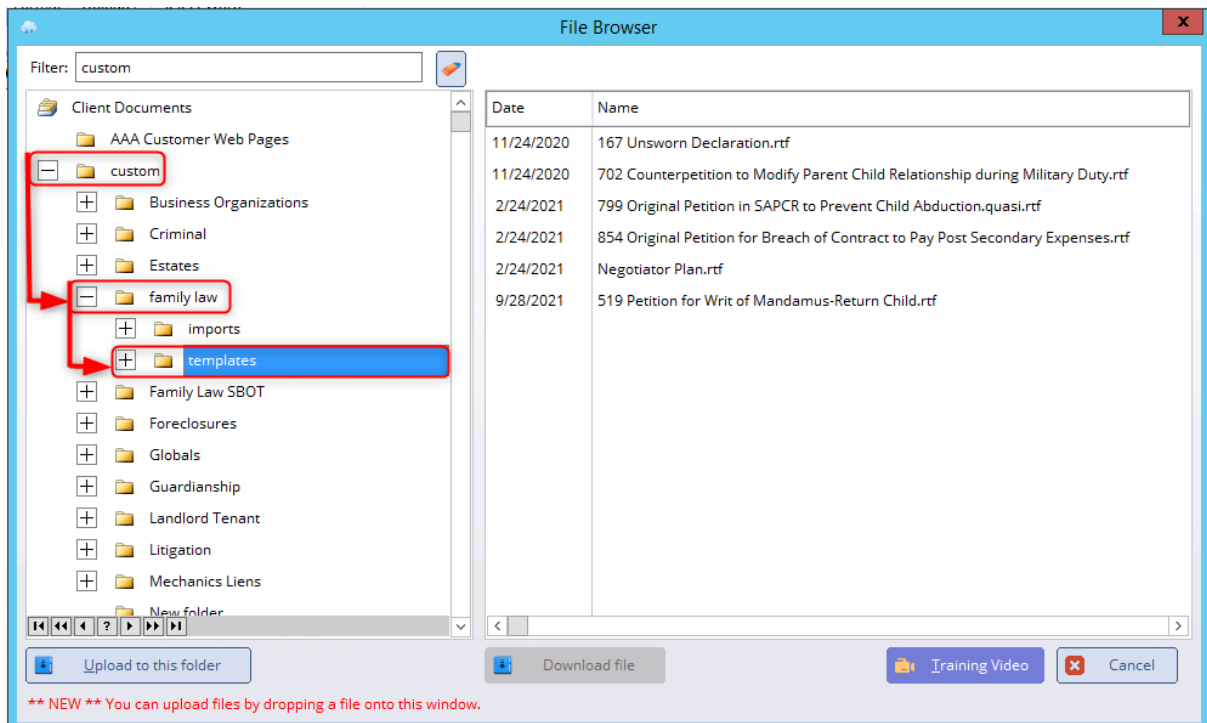 File Browser
x
Filter: custom
Client Documents
AAA Customer Web Pages
custom
Business Organizations
Criminal
Estates
family law
imports
templates
Family Law SBOT
Foreclosures
Globals
Guardianship
Landlord Tenant
Litigation
Mechanics Liens
New folder
?
Date Name
11/24/2020 167 Unsworn Declaration.rtf
11/24/2020 702 Counterpetition to Modify Parent Child Relationship during Military Duty.rtf
2/24/2021 799 Original Petition in SAPCR to Prevent Child Abduction.quasi.rtf
2/24/2021 854 Original Petition for Breach of Contract to Pay Post Secondary Expenses.rtf
2/24/2021 Negotiator Plan.rtf
9/28/2021 519 Petition for Writ of Mandamus-Return Child.rtf
Upload to this folder
Download file
Training Video
Cancel
** NEW ** You can upload files by dropping a file onto this window.